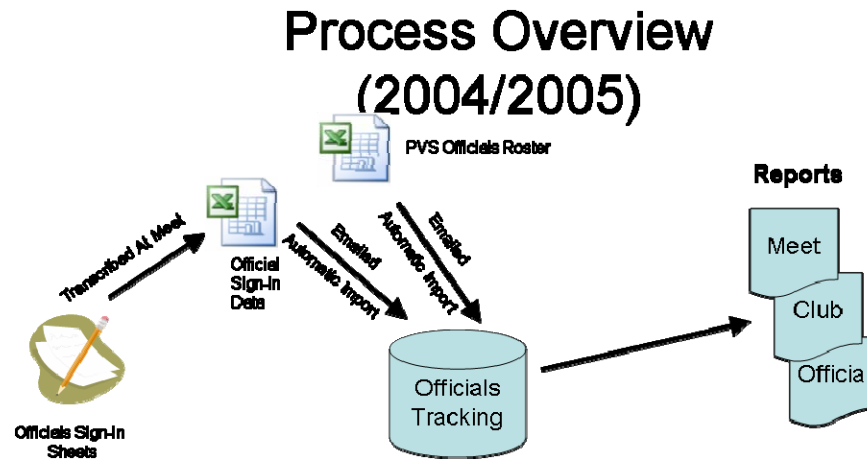 Process Overview
(2004/2005)
PVS Officials Roster
Reports
Transcribed At Meet
Emailed
Automatic Import
Emailed
Automatic Import
Official
Sign-in
Data
Meet
Club
Officia
Officials
Tracking
Officials Sign-in
Sheets